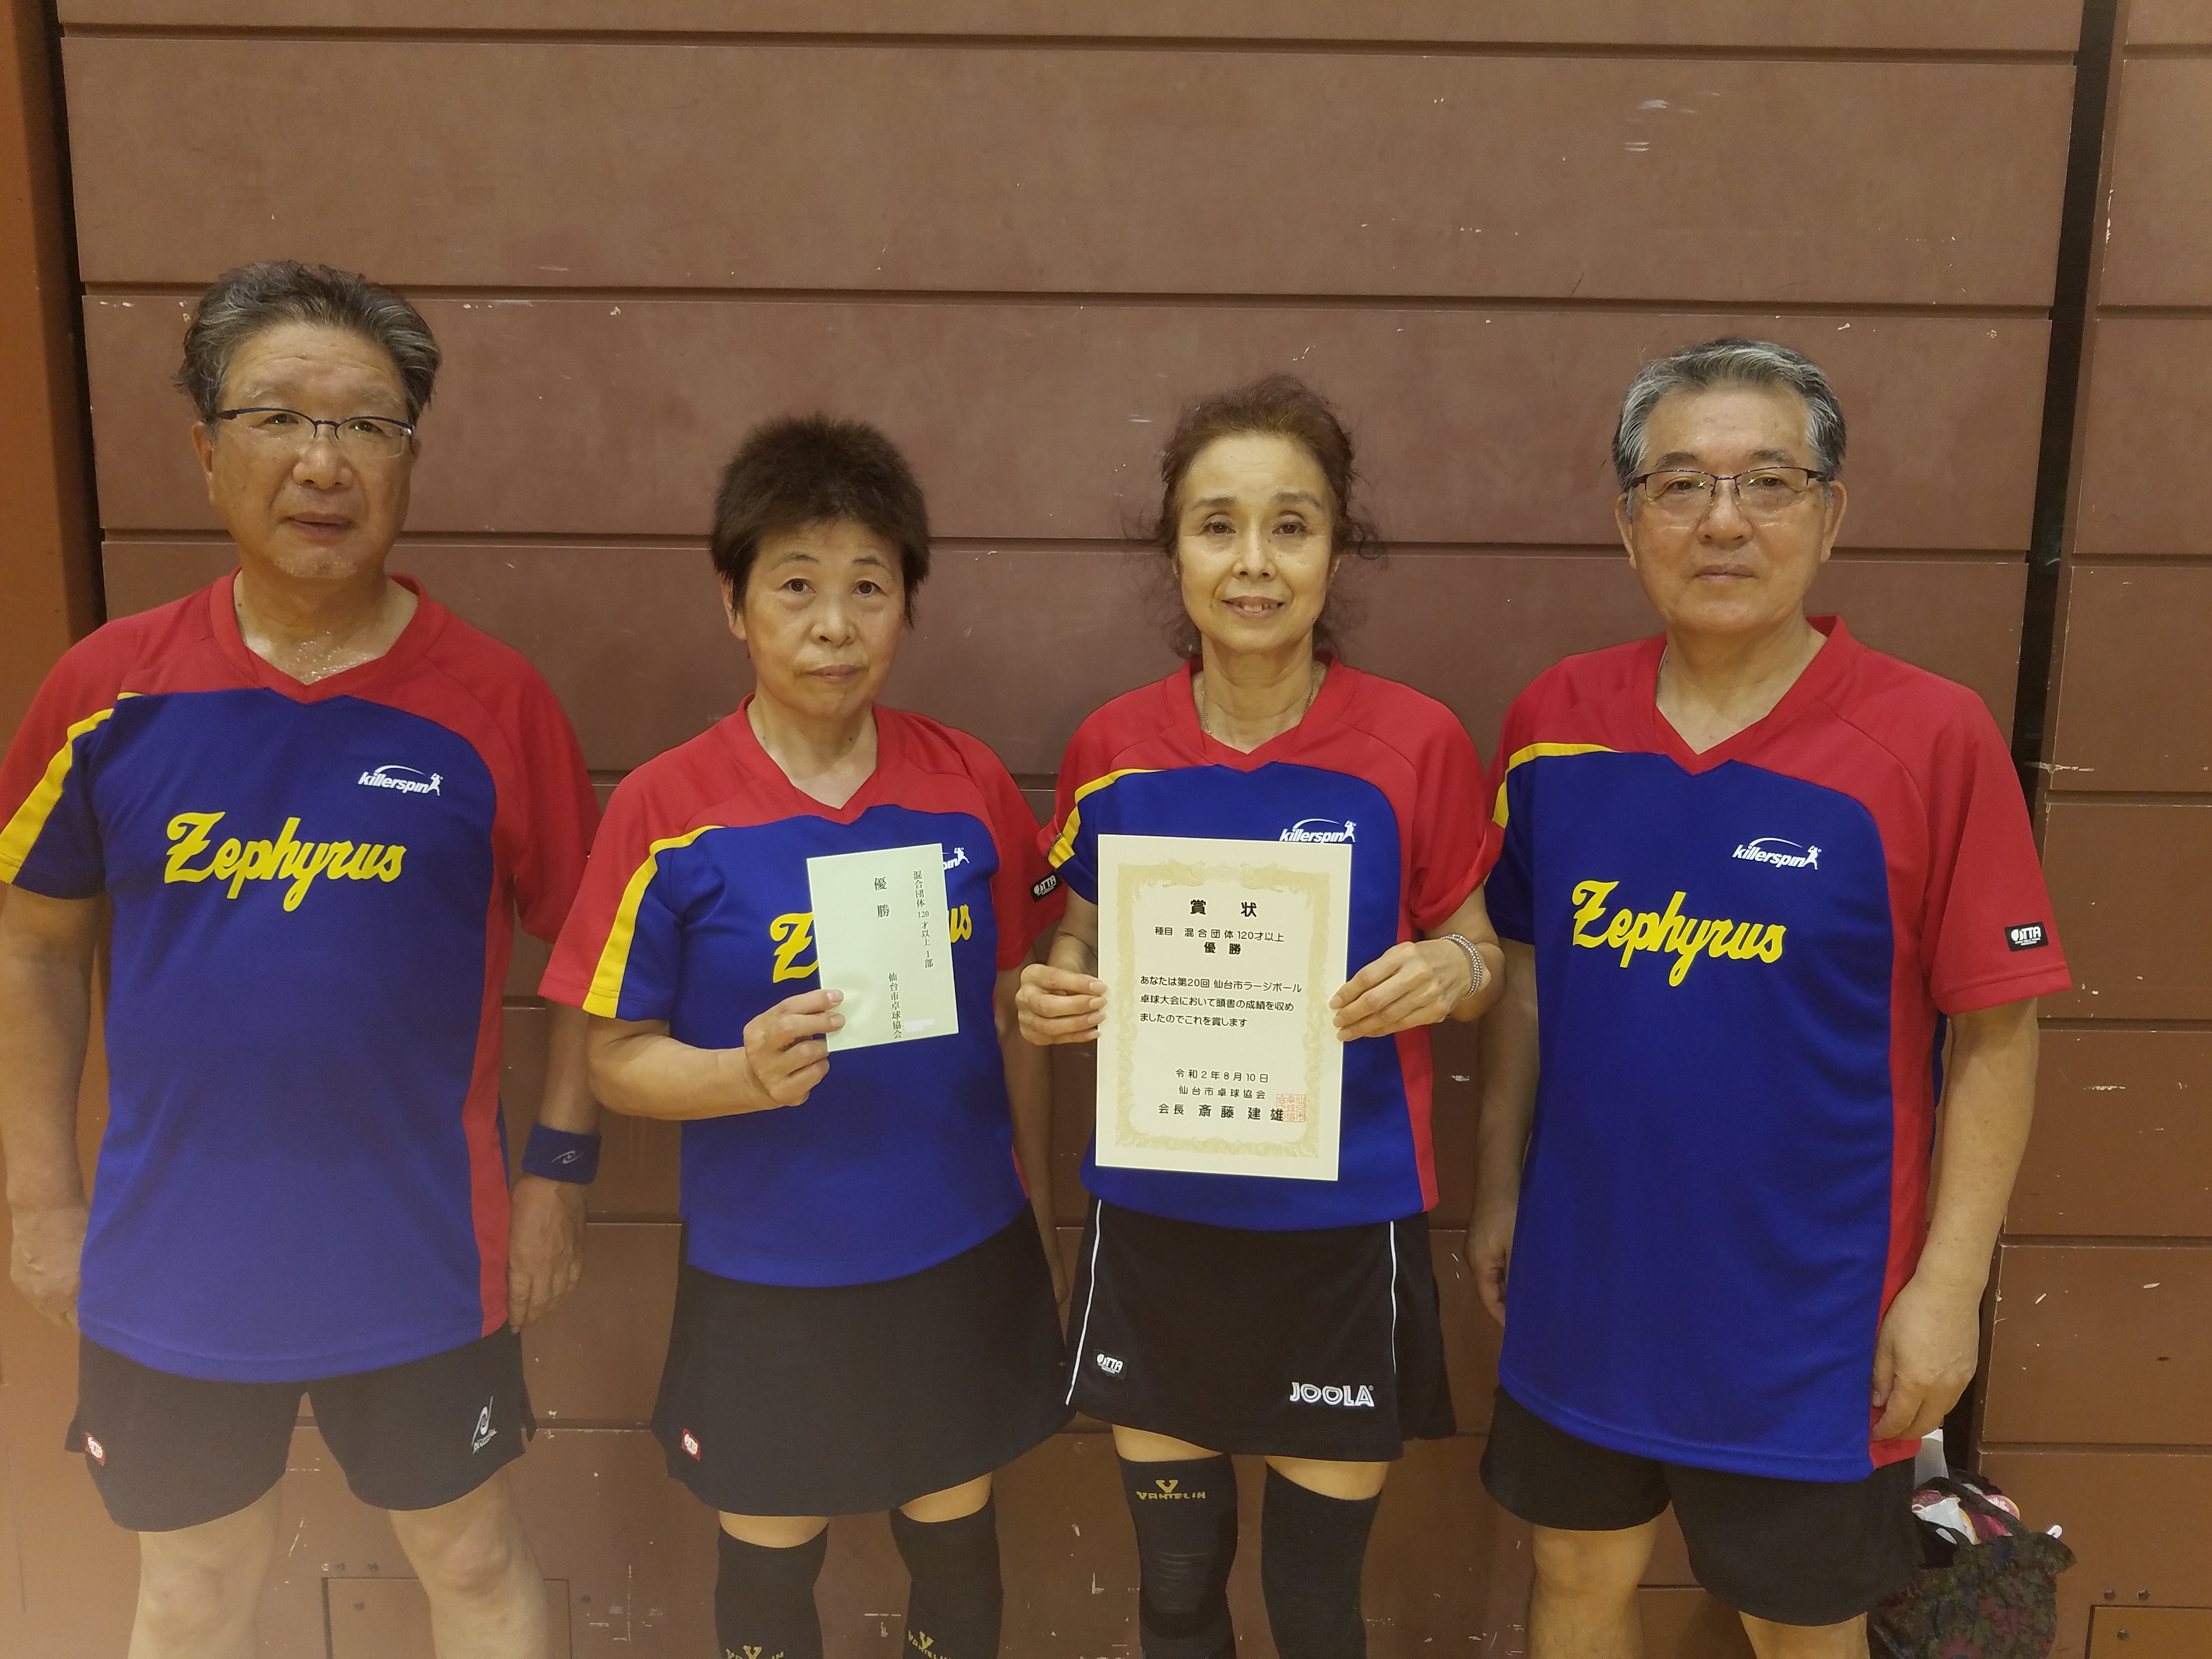 killerspin
Zephyrus
混合団体120才以上 1部
優勝
仙台市卓球協会
JTTA
killerspin
賞状
種目 混合団体120才以上
優勝
あなたは第20回 仙台市ラージボール
卓球大会において頭書の成績を収め
ましたのでこれを賞します
令和2年8月10日
仙台市卓球協会
会長 斎藤建雄
killerspin
Zephyrus
JTTA
JTTA
JOOLA
VANTELIN
VANTELIN
VANTELIN